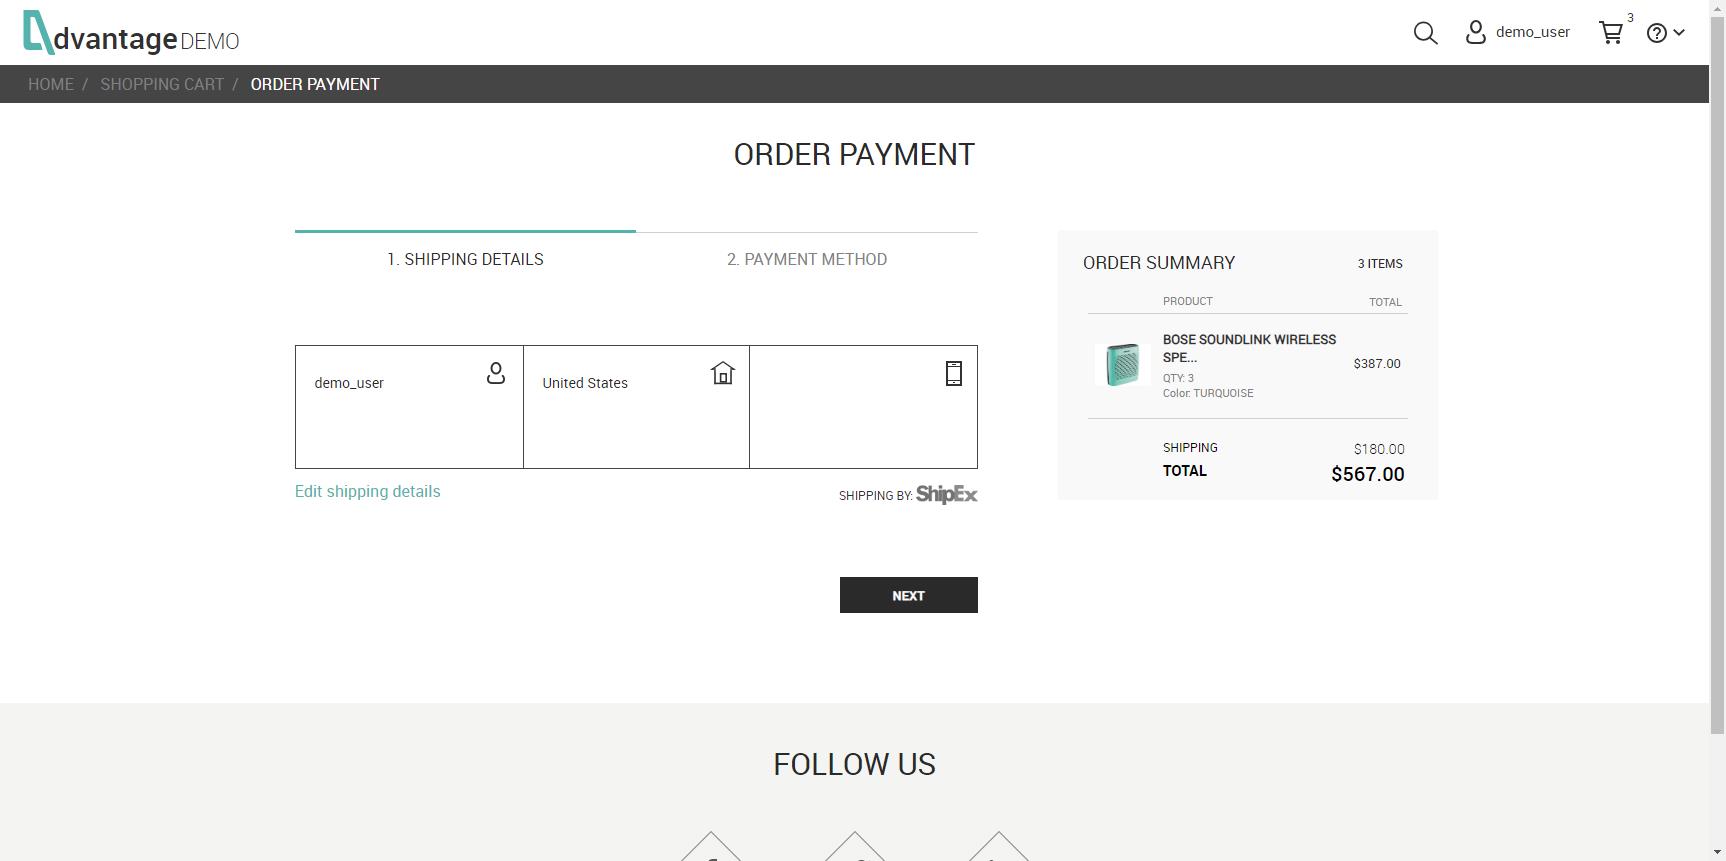 dvantage DEMO
demo_user
3
HOME / SHOPPING CART / ORDER PAYMENT
ORDER PAYMENT
1. SHIPPING DETAILS
2. PAYMENT METHOD
demo_user
United States
Edit shipping details
SHIPPING BY: ShipEx
NEXT
ORDER SUMMARY
3 ITEMS
PRODUCT
TOTAL
BOSE SOUNDLINK WIRELESS
SPE...
$387.00
QTY: 3
Color: TURQUOISE
SHIPPING
$180.00
TOTAL
$567.00
FOLLOW US